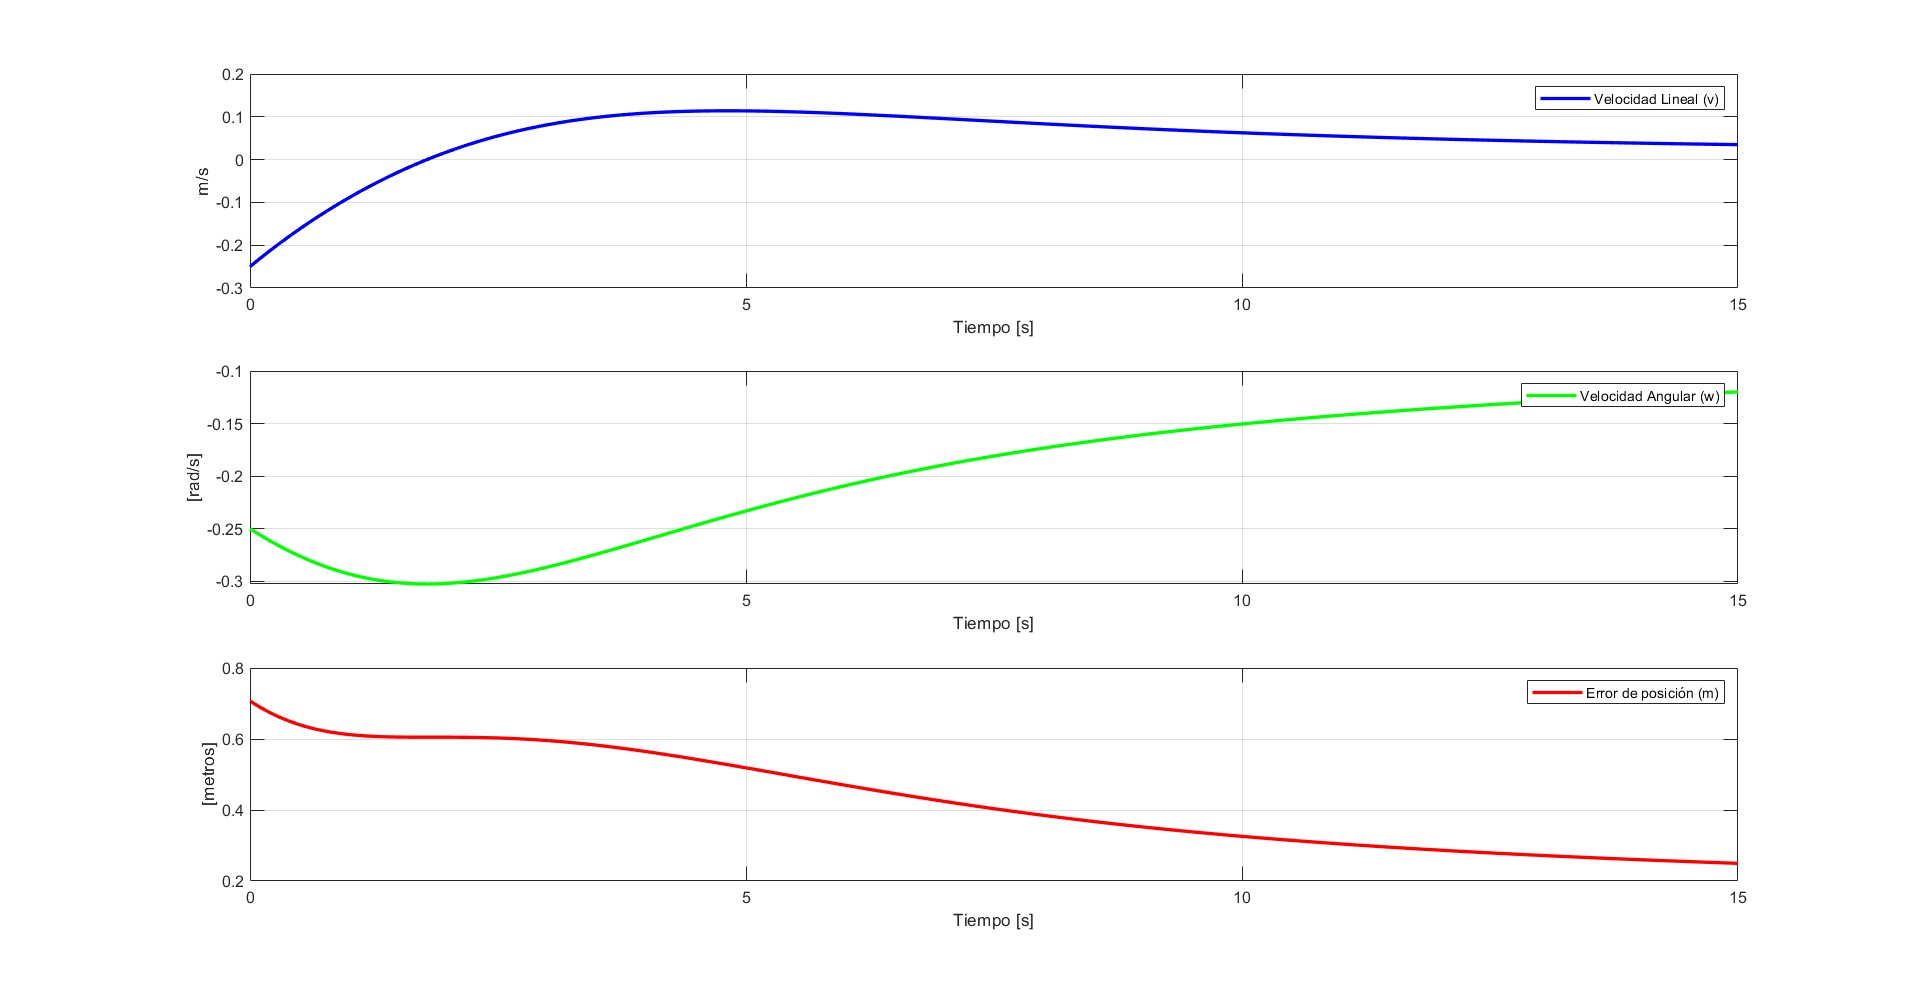 0.2
0.1
0
-0.1
-0.2
-0.3
m/s
Velocidad Lineal (v)
0 5 10 15
Tiempo [s]
-0.1
-0.15
-0.2
-0.25
-0.3
[rad/s]
Velocidad Angular (w)
0 5 10 15
Tiempo [s]
0.8
0.6
0.4
0.2
[metros]
Error de posición (m)
0 5 10 15
Tiempo [s]